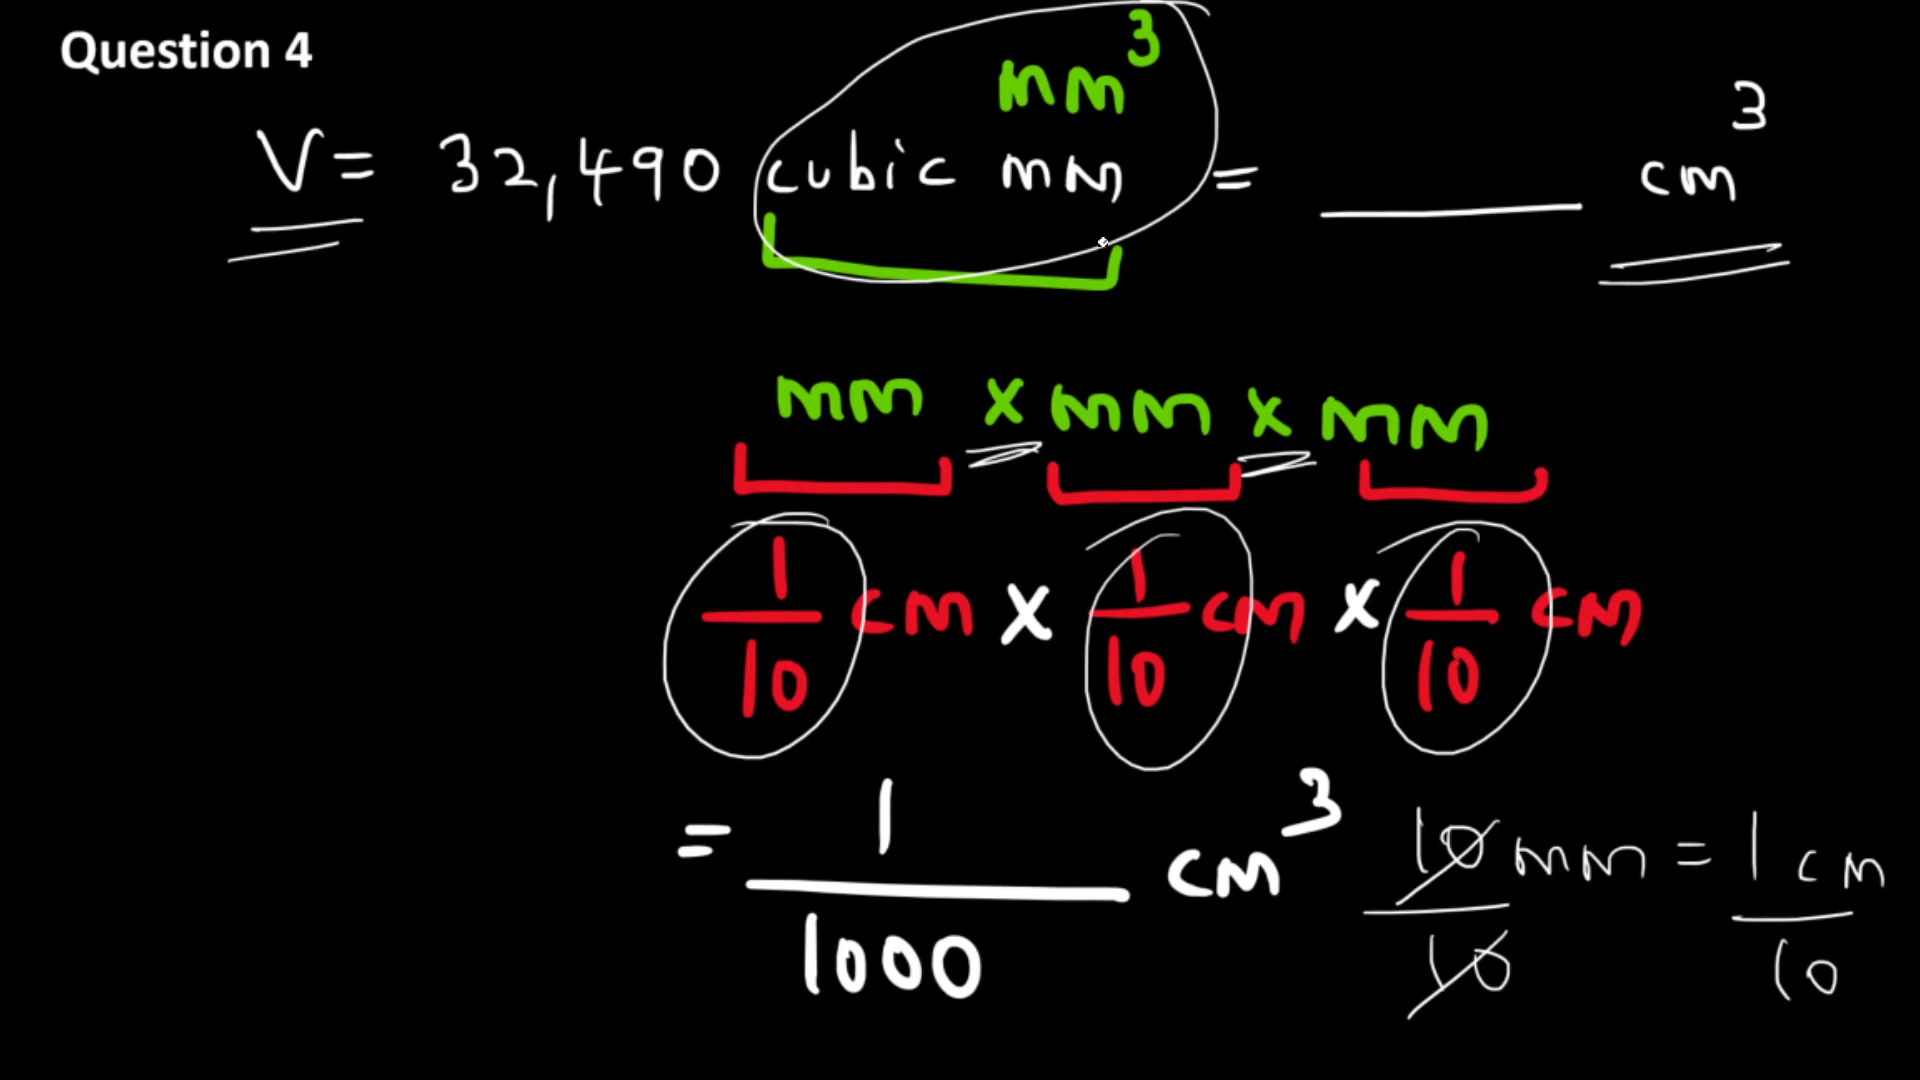 Question 4
mm³
V = 32,490 cubic mm = ______ cm³
mm × mm × mm
1/10 cm × 1/10 cm × 1/10 cm
= 1/1000 cm³
10 mm/10 = 1 cm/10